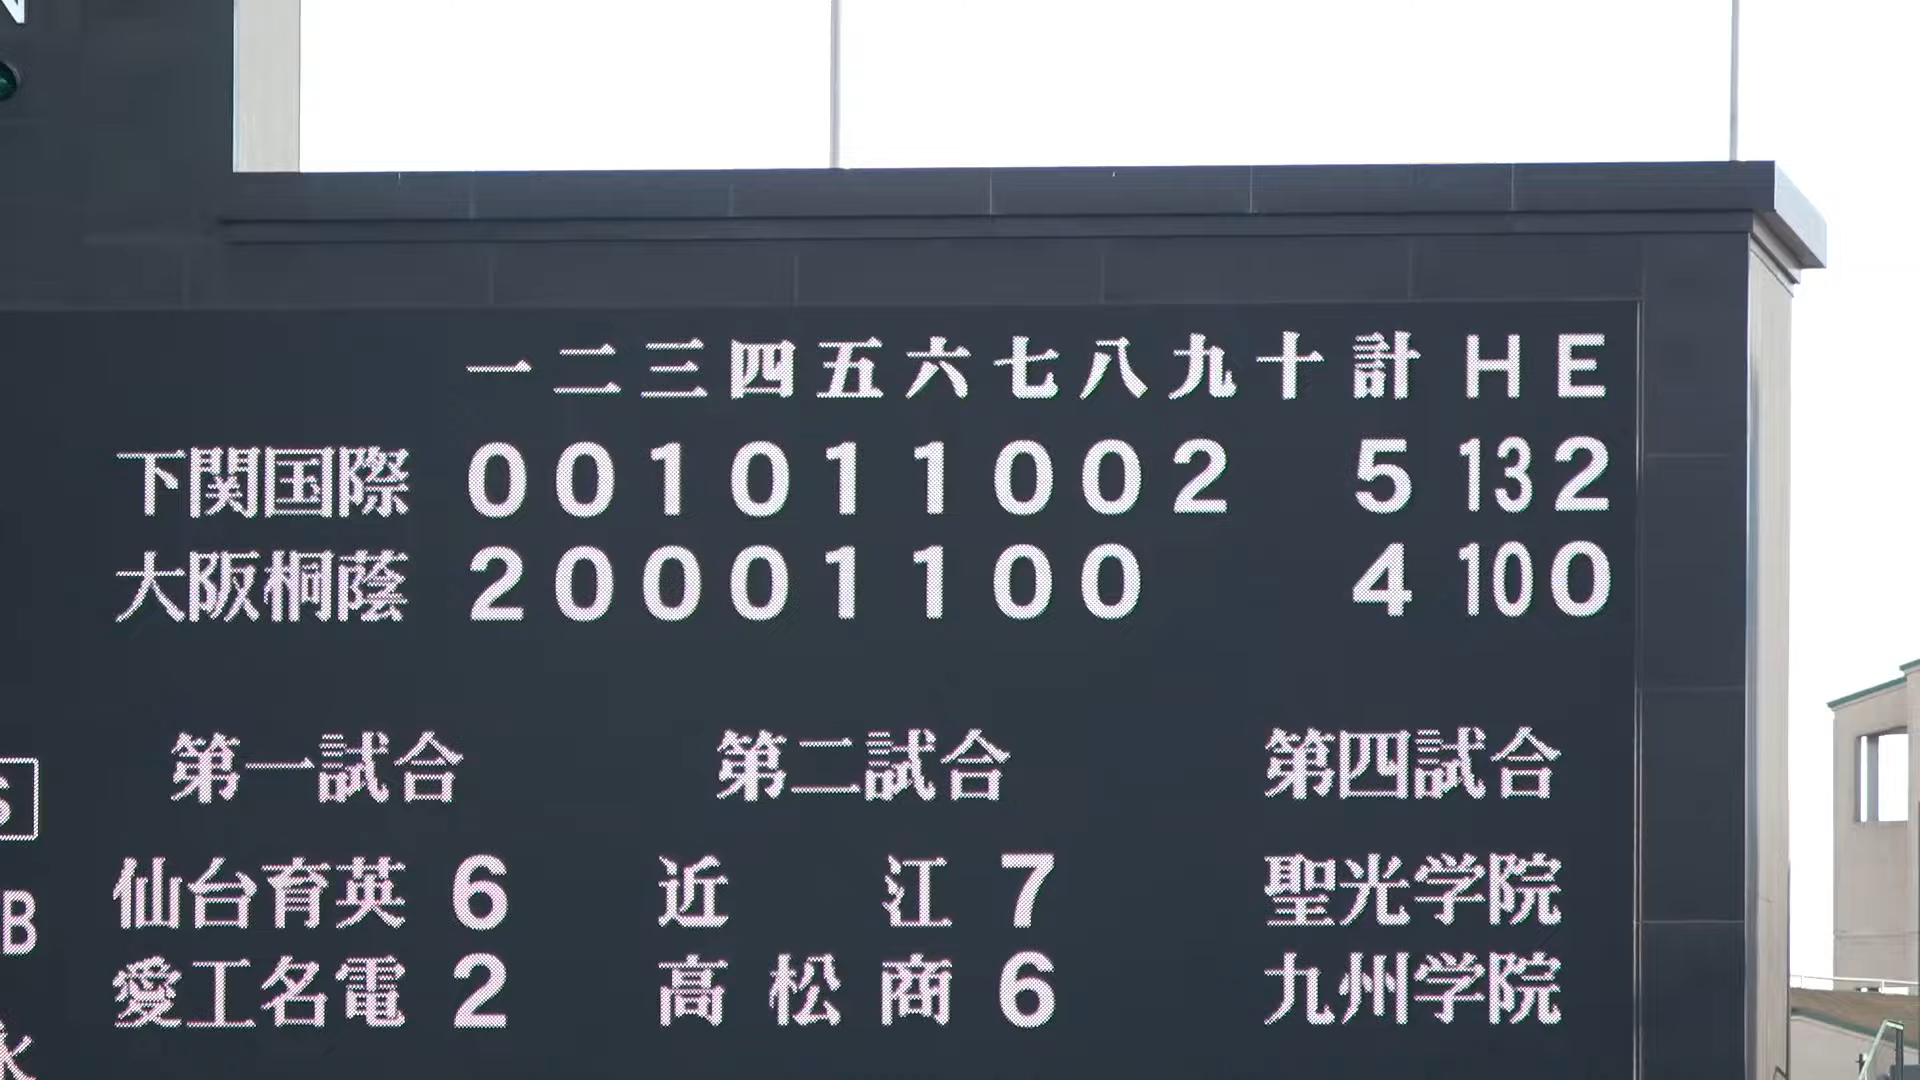 N
一 二 三 四 五 六 七 八 九 十 計 H E
下関国際 0 0 1 0 1 1 0 0 2 5 13 2
大阪桐蔭 2 0 0 0 1 1 0 0 4 10 0
第一試合 第二試合 第四試合
S
仙台育英 6 近江 7 聖光学院
B
愛工名電 2 高松商 6 九州学院